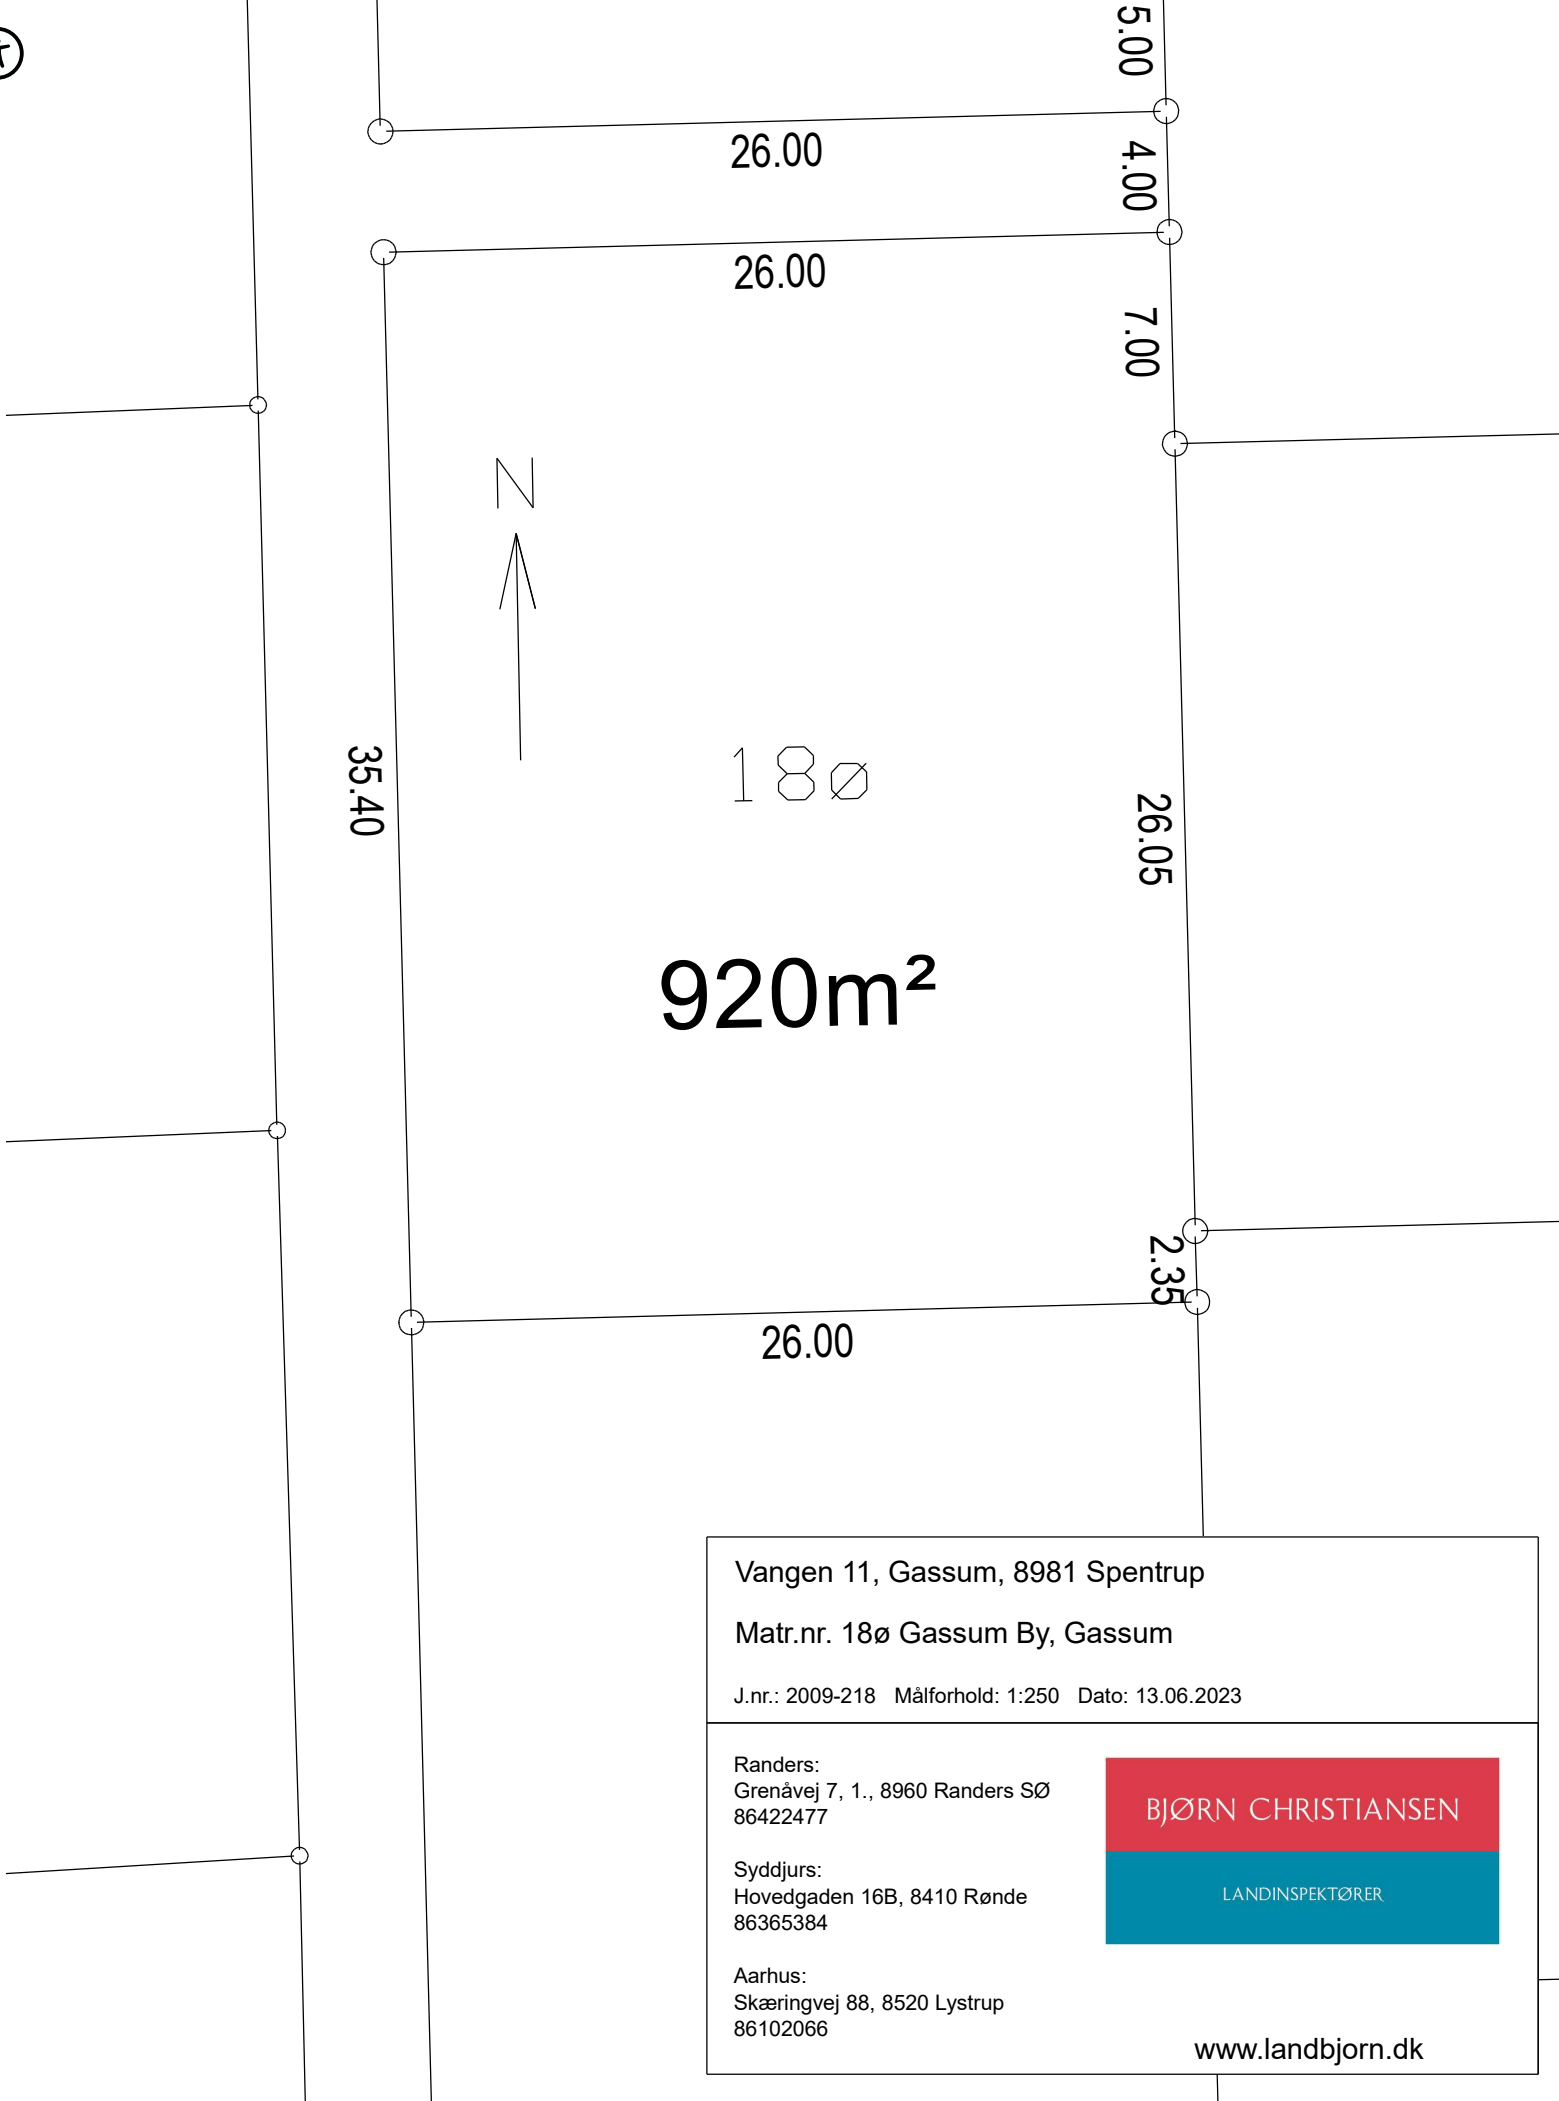 5.00
26.00
4.00
26.00
7.00
N
35.40
18ø
26.05
920m²
2.35
26.00
Vangen 11, Gassum, 8981 Spentrup
Matr.nr. 18ø Gassum By, Gassum
J.nr.: 2009-218 Målforhold: 1:250 Dato: 13.06.2023
Randers:
Grenåvej 7, 1., 8960 Randers SØ
86422477
Syddjurs:
Hovedgaden 16B, 8410 Rønde
86365384
Aarhus:
Skæringvej 88, 8520 Lystrup
86102066
BJØRN CHRISTIANSEN
LANDINSPEKTØRER
www.landbjorn.dk